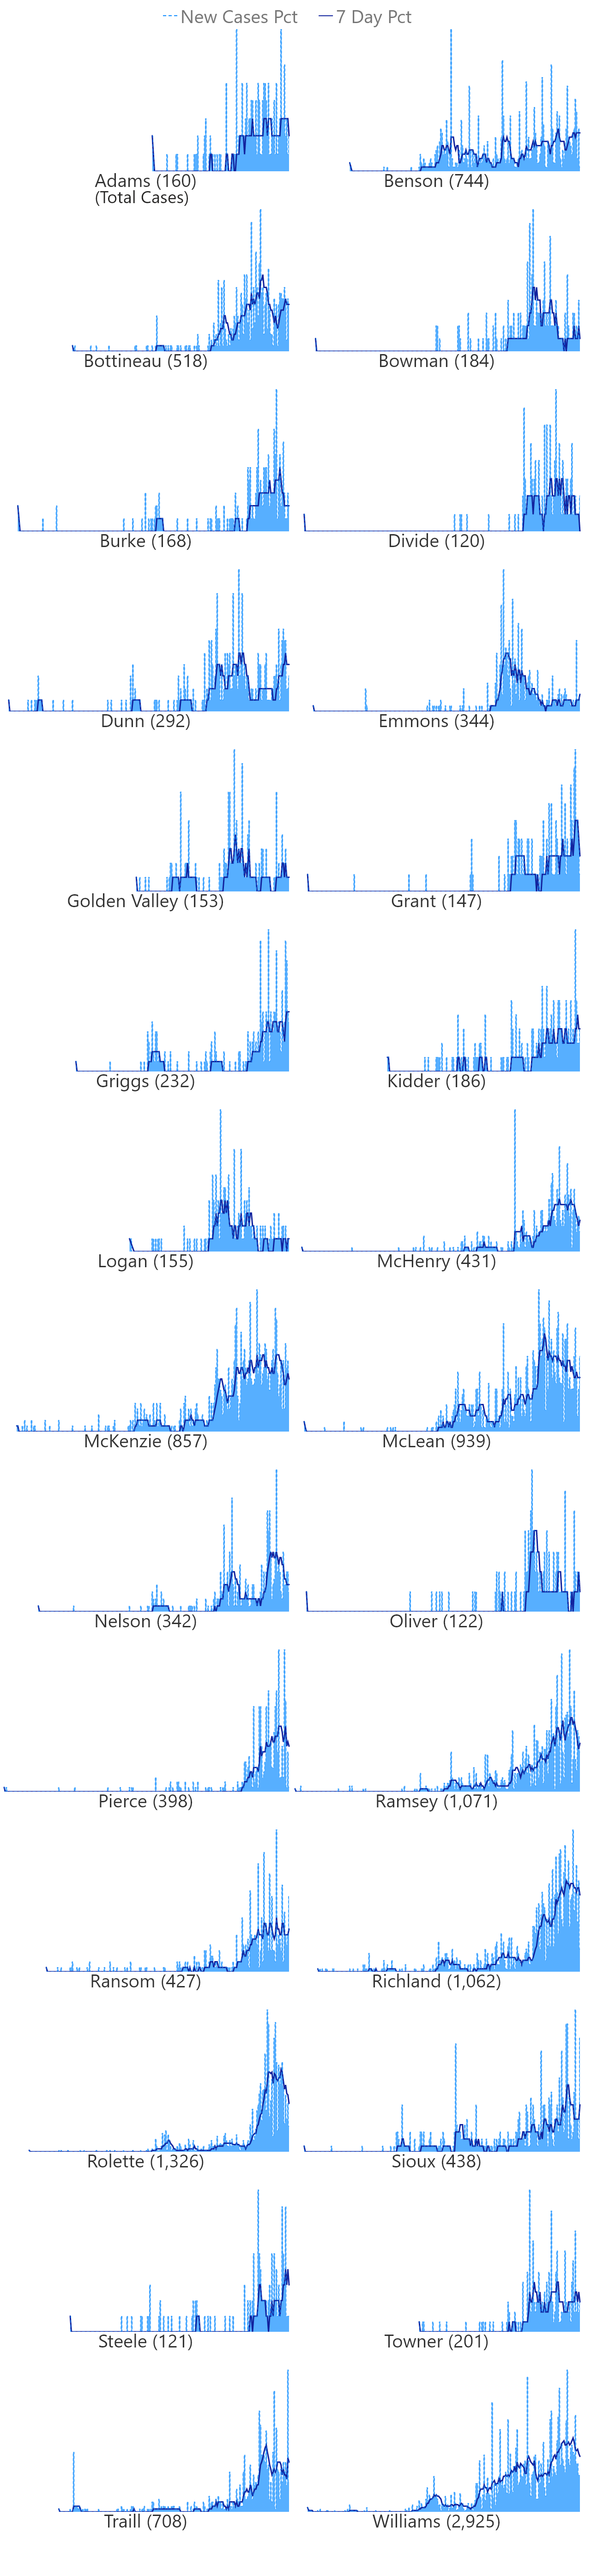 New Cases Pct 7 Day Pct
Adams (160)
(Total Cases)
Benson (744)
Bottineau (518)
Bowman (184)
Burke (168)
Divide (120)
Dunn (292)
Emmons (344)
Golden Valley (153)
Grant (147)
Griggs (232)
Kidder (186)
Logan (155)
McHenry (431)
McKenzie (857)
McLean (939)
Nelson (342)
Oliver (122)
Pierce (398)
Ramsey (1,071)
Ransom (427)
Richland (1,062)
Rolette (1,326)
Sioux (438)
Steele (121)
Towner (201)
Traill (708)
Williams (2,925)